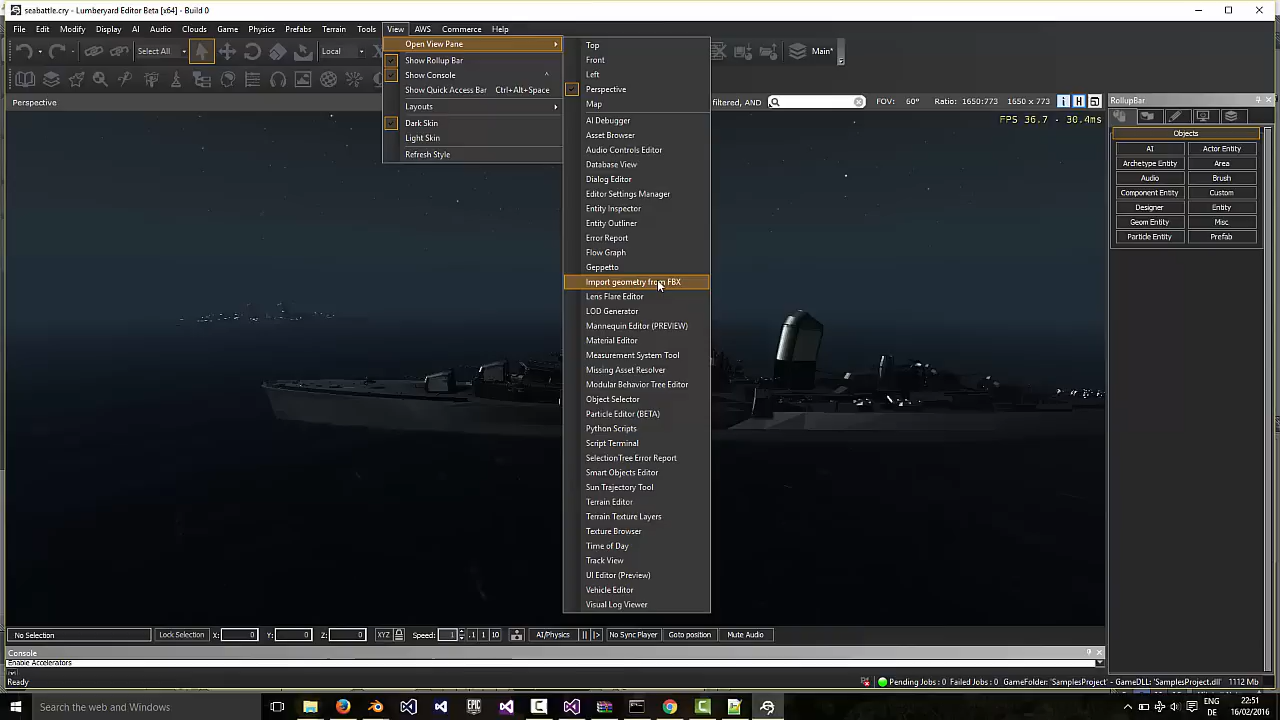 seabattle.cry - Lumberyard Editor Beta [x64] - Build 0
File Edit Modify Display AI Audio Clouds Game Physics Prefabs Terrain Tools View AWS Commerce Help
Select All Local Main*
Open View Pane
Show Rollup Bar
Show Console ^
Show Quick Access Bar Ctrl+Alt+Space
Layouts
Dark Skin
Light Skin
Refresh Style
Top
Front
Left
Perspective
Map
AI Debugger
Asset Browser
Audio Controls Editor
Database View
Dialog Editor
Editor Settings Manager
Entity Inspector
Entity Outliner
Error Report
Flow Graph
Geppetto
Import geometry from FBX
Lens Flare Editor
LOD Generator
Mannequin Editor (PREVIEW)
Material Editor
Measurement System Tool
Missing Asset Resolver
Modular Behavior Tree Editor
Object Selector
Particle Editor (BETA)
Python Scripts
Script Terminal
SelectionTree Error Report
Smart Objects Editor
Sun Trajectory Tool
Terrain Editor
Terrain Texture Layers
Texture Browser
Time of Day
Track View
UI Editor (Preview)
Vehicle Editor
Visual Log Viewer
Perspective filtered, AND FOV: 60° Ratio: 1650:773 1650 x 773 i H
FPS 36.7 - 30.4ms
RollupBar
Objects
AI Actor Entity
Archetype Entity Area
Audio Brush
Component Entity Custom
Designer Entity
Geom Entity Misc
Particle Entity Prefab
No Selection Lock Selection X: 0 Y: 0 Z: 0 XYZ Speed: 1 .1 1 10 AI/Physics No Sync Player Goto position Mute Audio
Console
Enable Accelerators
Ready Pending Jobs : 0 Failed Jobs : 0 GameFolder: 'SamplesProject' - GameDLL: 'SamplesProject.dll' 1112 Mb
Search the web and Windows
ENG
DE
22:51
16/02/2016